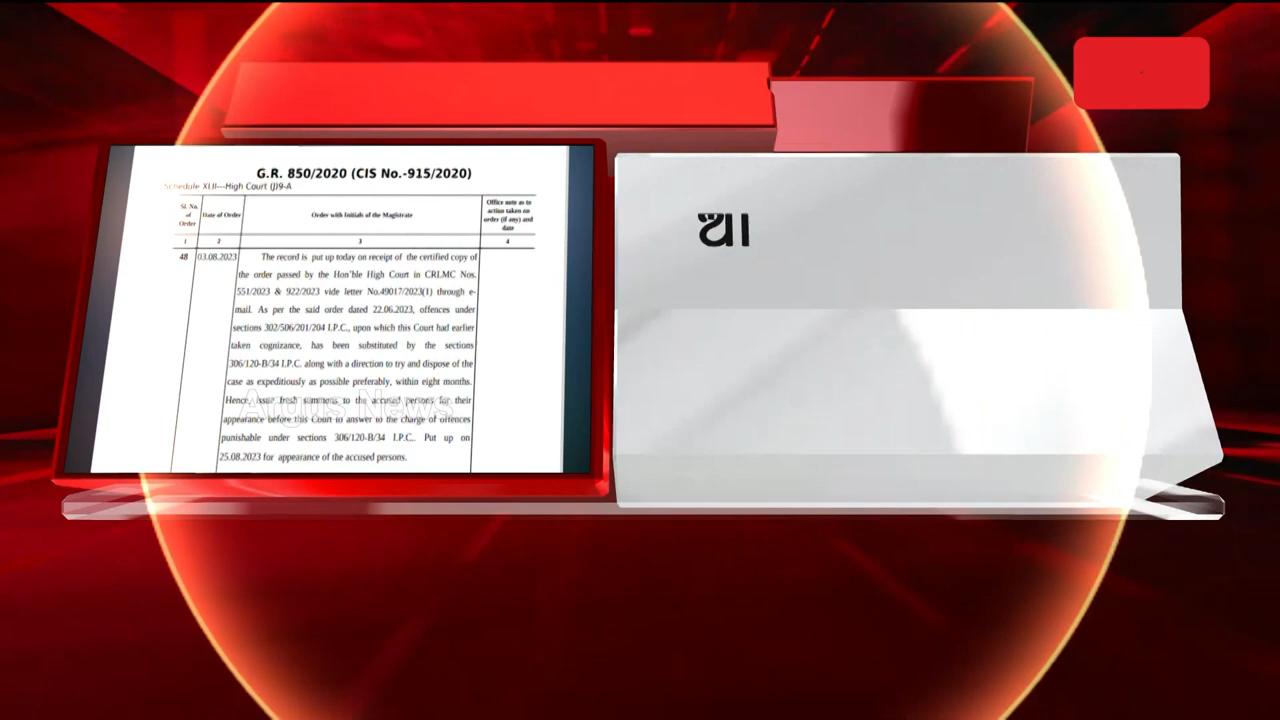 G.R. 850/2020 (CIS No.-915/2020)
Schedule XLII---High Court (J)9-A
Sl. No. of Order
Date of Order
Order with Initials of the Magistrate
Office note as to action taken on order (if any) and date
1 2 3 4
48 03.08.2023 The record is put up today on receipt of the certified copy of
the order passed by the Hon'ble High Court in CRLMC Nos.
551/2023 & 922/2023 vide letter No.49017/2023(1) through e-
mail. As per the said order dated 22.06.2023, offences under
sections 302/506/201/204 I.P.C., upon which this Court had earlier
taken cognizance, has been substituted by the sections
306/120-B/34 I.P.C. along with a direction to try and dispose of the
case as expeditiously as possible preferably, within eight months.
Hence, issue fresh summons to the accused persons for their
appearance before this Court to answer to the charge of offences
punishable under sections 306/120-B/34 I.P.C.. Put up on
25.08.2023 for appearance of the accused persons.
Argus News
ଆ